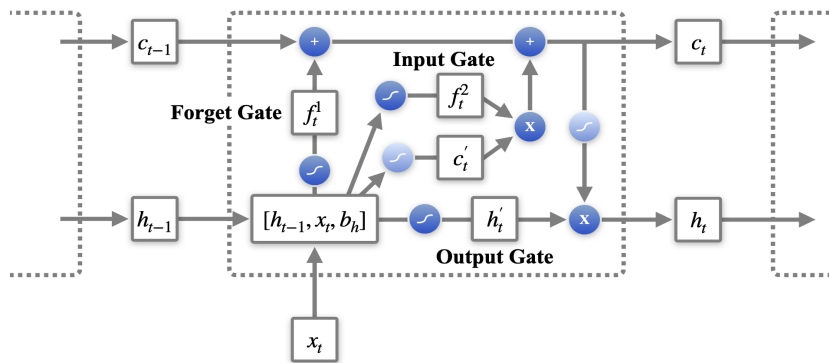 c_{t-1}
+
+
c_t
Input Gate
Forget Gate
f_t^1
f_t^2
x
c_t^'
h_{t-1}
[h_{t-1}, x_t, b_h]
h_t^'
x
h_t
Output Gate
x_t